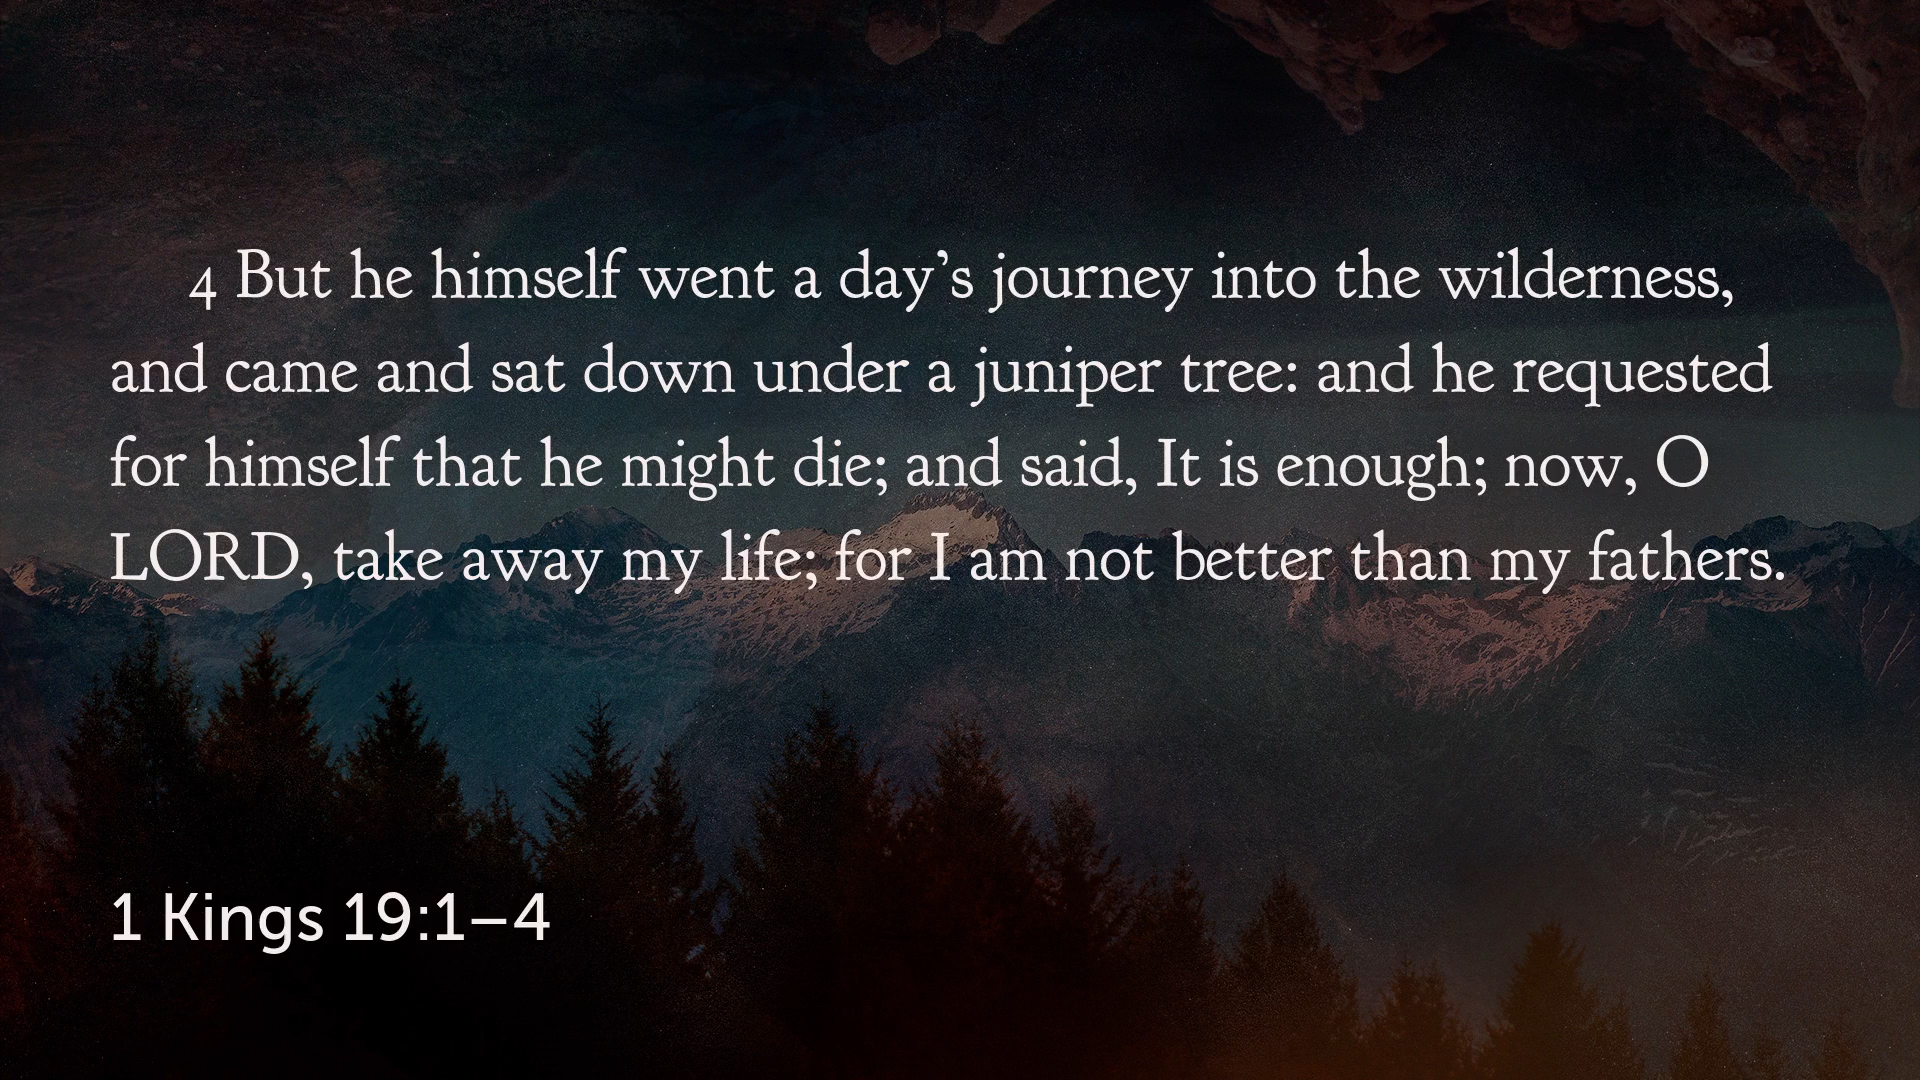 4 But he himself went a day’s journey into the wilderness,
and came and sat down under a juniper tree: and he requested
for himself that he might die; and said, It is enough; now, O
LORD, take away my life; for I am not better than my fathers.
1 Kings 19:1–4